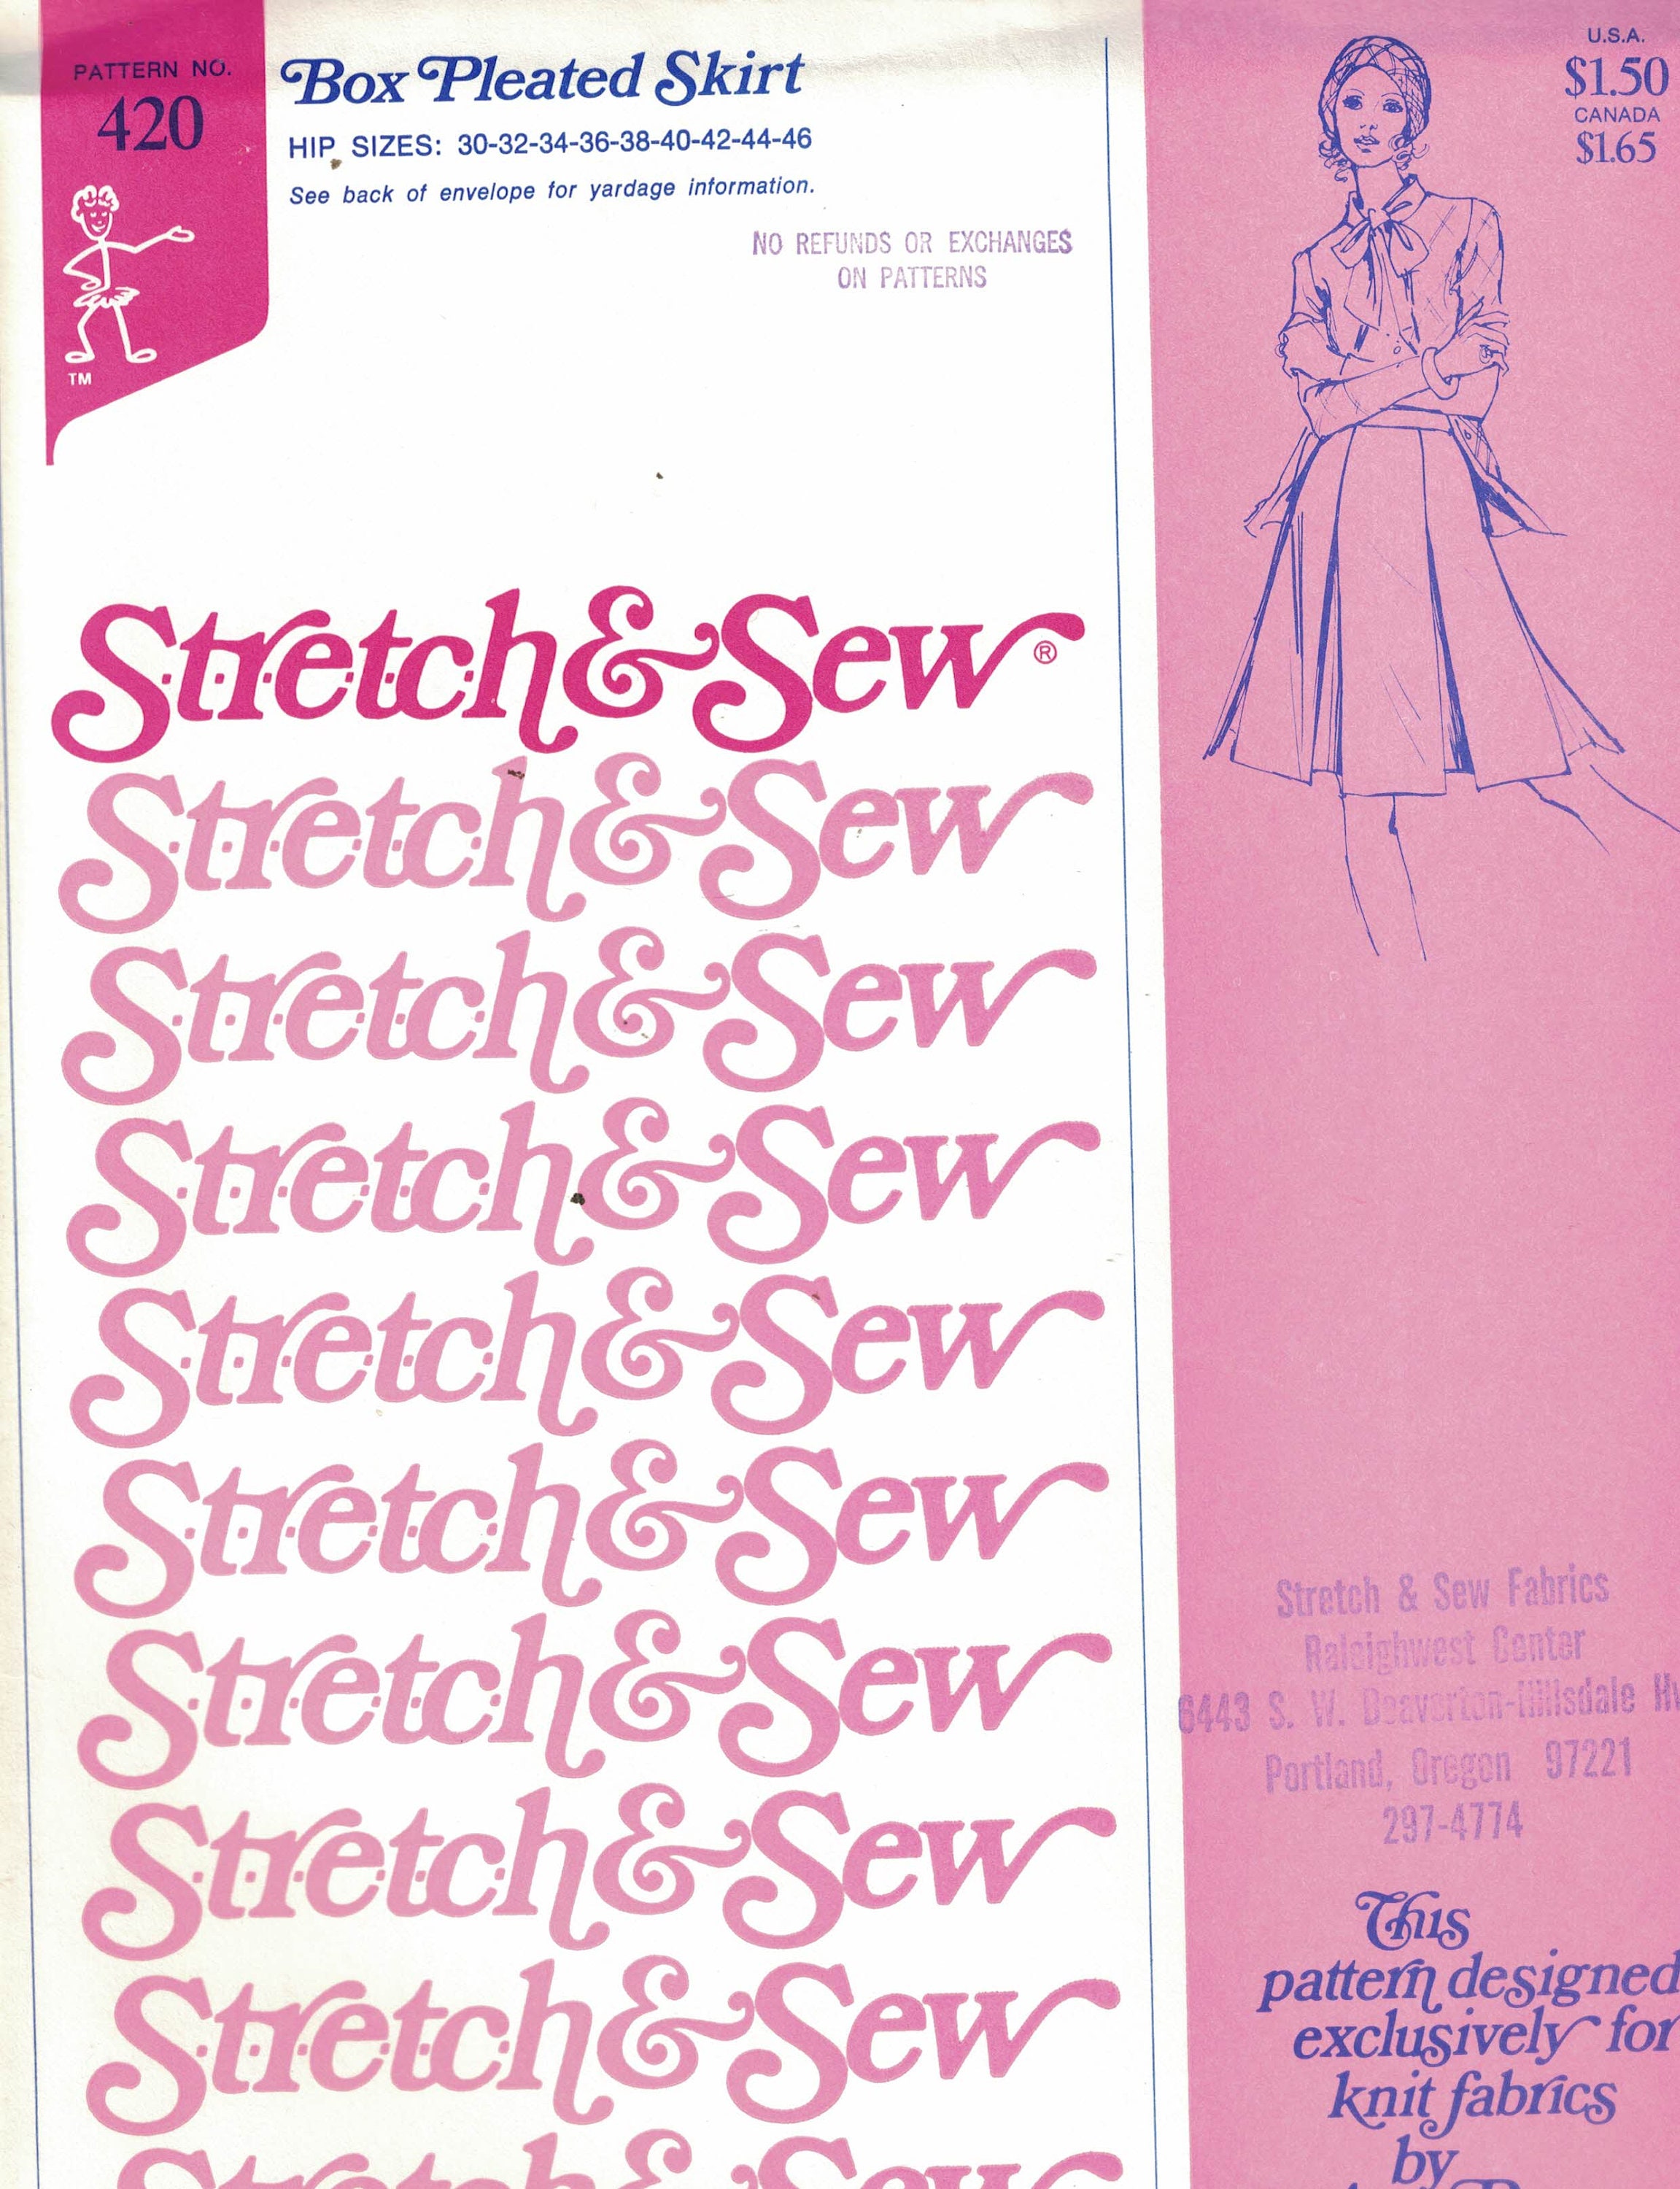 PATTERN NO.
420
TM
Box Pleated Skirt
HIP SIZES: 30-32-34-36-38-40-42-44-46
See back of envelope for yardage information.
NO REFUNDS OR EXCHANGES
ON PATTERNS
U.S.A.
$1.50
CANADA
$1.65
Stretch & Sew®
Stretch & Sew
Stretch & Sew
Stretch & Sew
Stretch & Sew
Stretch & Sew
Stretch & Sew
Stretch & Sew
Stretch & Sew
Stretch & Sew
Stretch & Sew Fabrics
Raleighwest Center
6443 S. W. Beaverton-Hillsdale
Portland, Oregon 97221
297-4774
This
pattern designed
exclusively for
knit fabrics
by